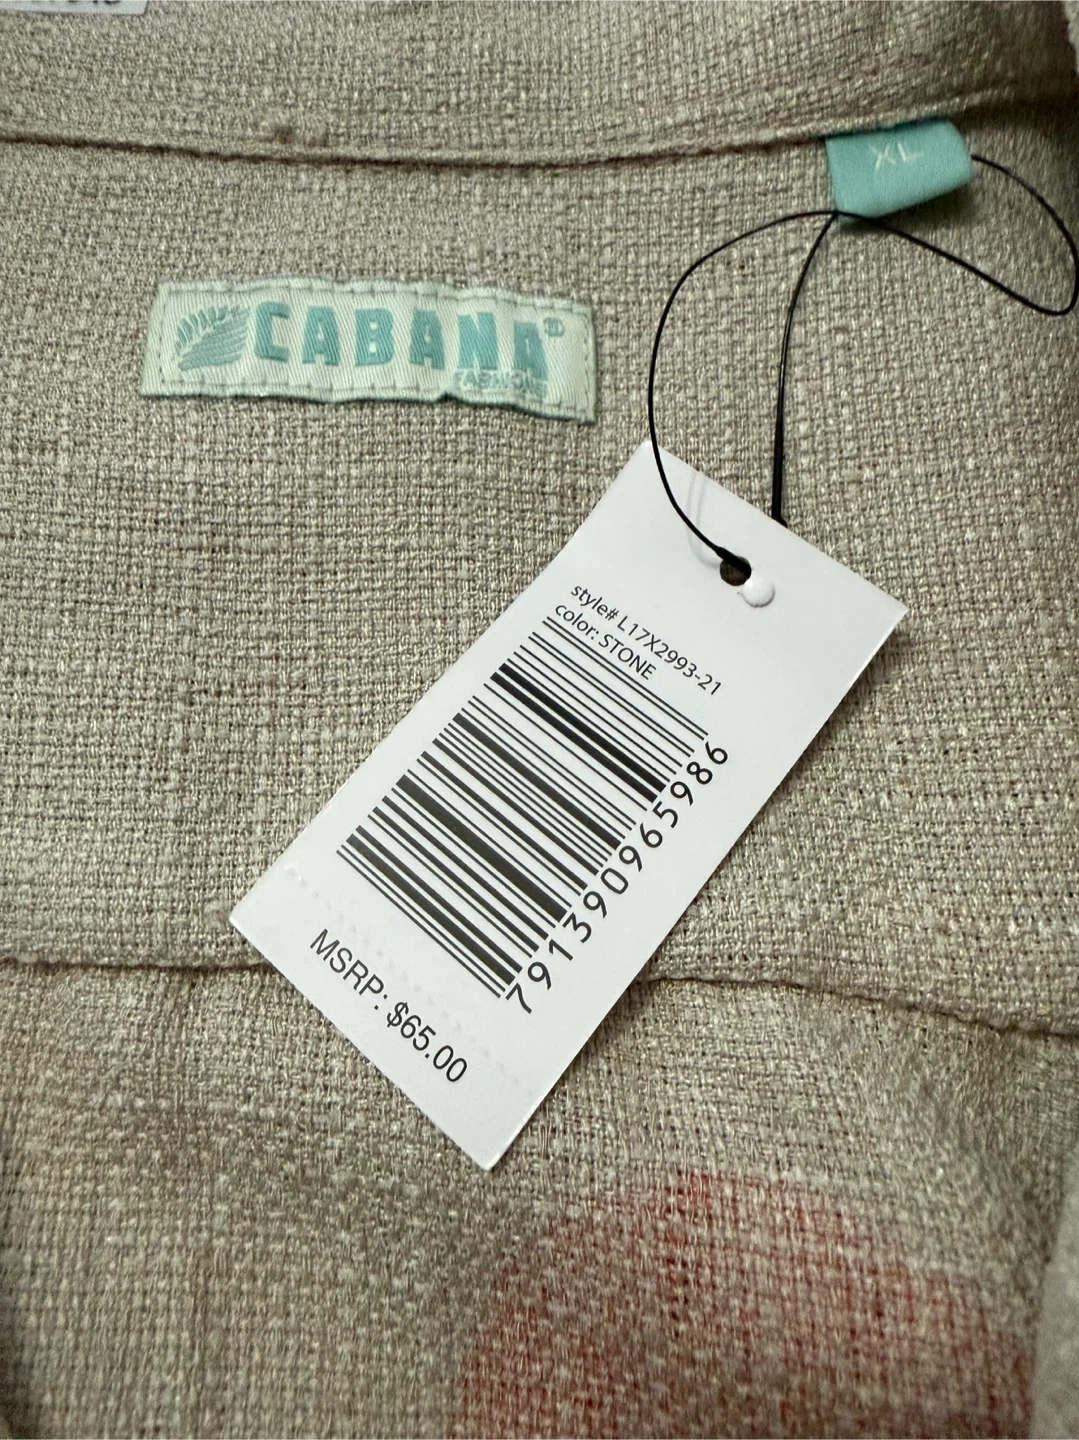 XL
CABANA®
FASHIONS
style# L17X2993-21
color: STONE
791390965986
MSRP: $65.00